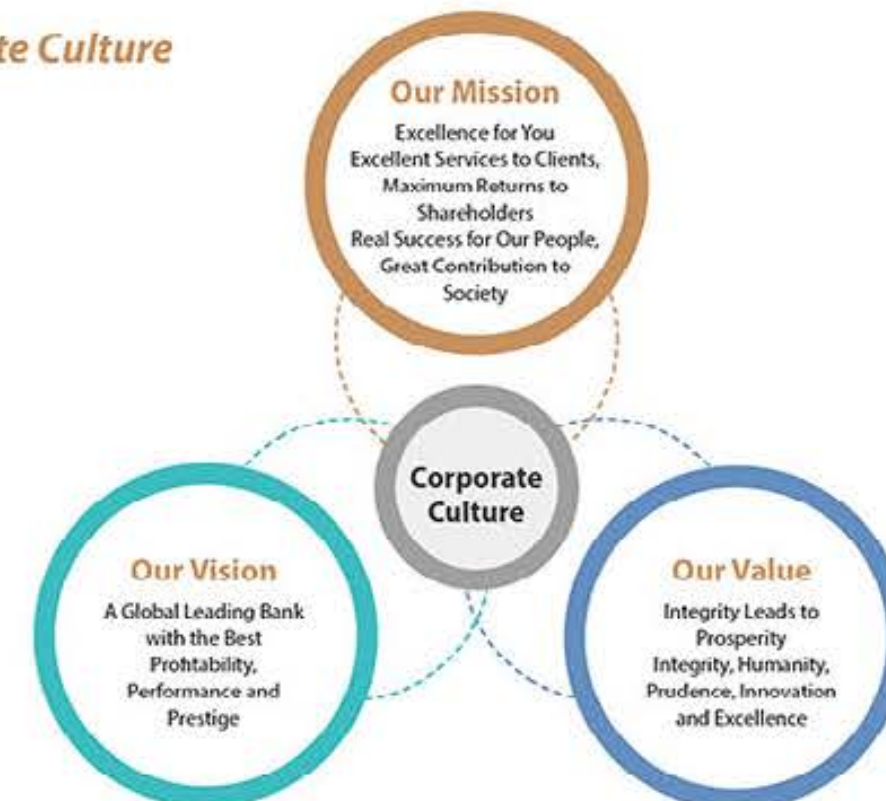 te Culture
Our Mission
Excellence for You
Excellent Services to Clients,
Maximum Returns to
Shareholders
Real Success for Our People,
Great Contribution to
Society
Corporate
Culture
Our Vision
A Global Leading Bank
with the Best
Profitability,
Performance and
Prestige
Our Value
Integrity Leads to
Prosperity
Integrity, Humanity,
Prudence, Innovation
and Excellence